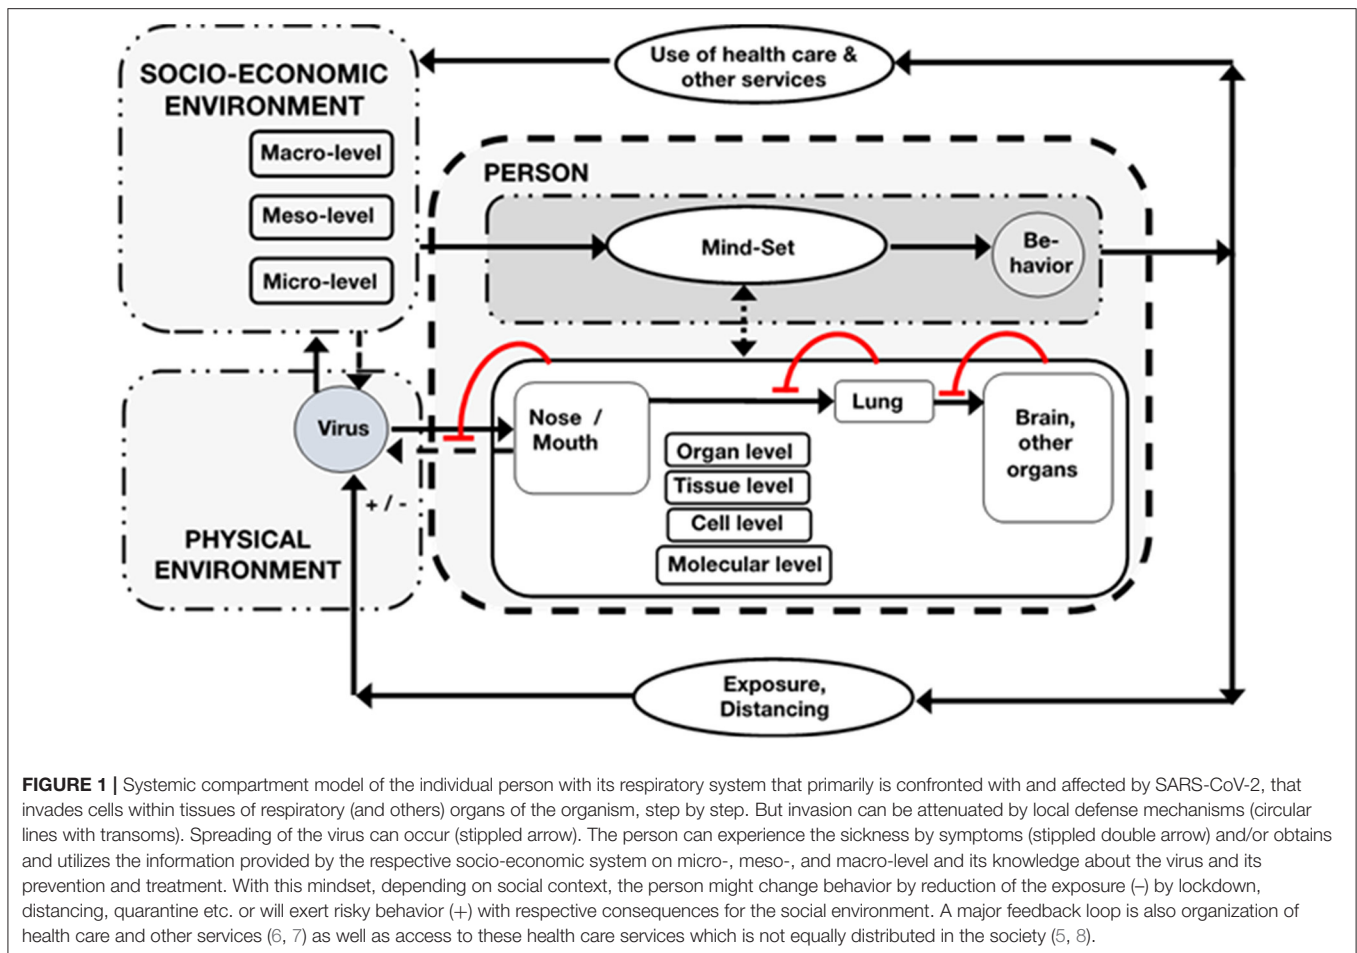 Use of health care &
other services
SOCIO-ECONOMIC
ENVIRONMENT
Macro-level
Meso-level
Micro-level
PERSON
Mind-Set
Be-
havior
Virus
+ / -
PHYSICAL
ENVIRONMENT
Nose /
Mouth
Lung
Brain,
other
organs
Organ level
Tissue level
Cell level
Molecular level
Exposure,
Distancing
FIGURE 1 | Systemic compartment model of the individual person with its respiratory system that primarily is confronted with and affected by SARS-CoV-2, that
invades cells within tissues of respiratory (and others) organs of the organism, step by step. But invasion can be attenuated by local defense mechanisms (circular
lines with transoms). Spreading of the virus can occur (stippled arrow). The person can experience the sickness by symptoms (stippled double arrow) and/or obtains
and utilizes the information provided by the respective socio-economic system on micro-, meso-, and macro-level and its knowledge about the virus and its
prevention and treatment. With this mindset, depending on social context, the person might change behavior by reduction of the exposure (–) by lockdown,
distancing, quarantine etc. or will exert risky behavior (+) with respective consequences for the social environment. A major feedback loop is also organization of
health care and other services (6, 7) as well as access to these health care services which is not equally distributed in the society (5, 8).